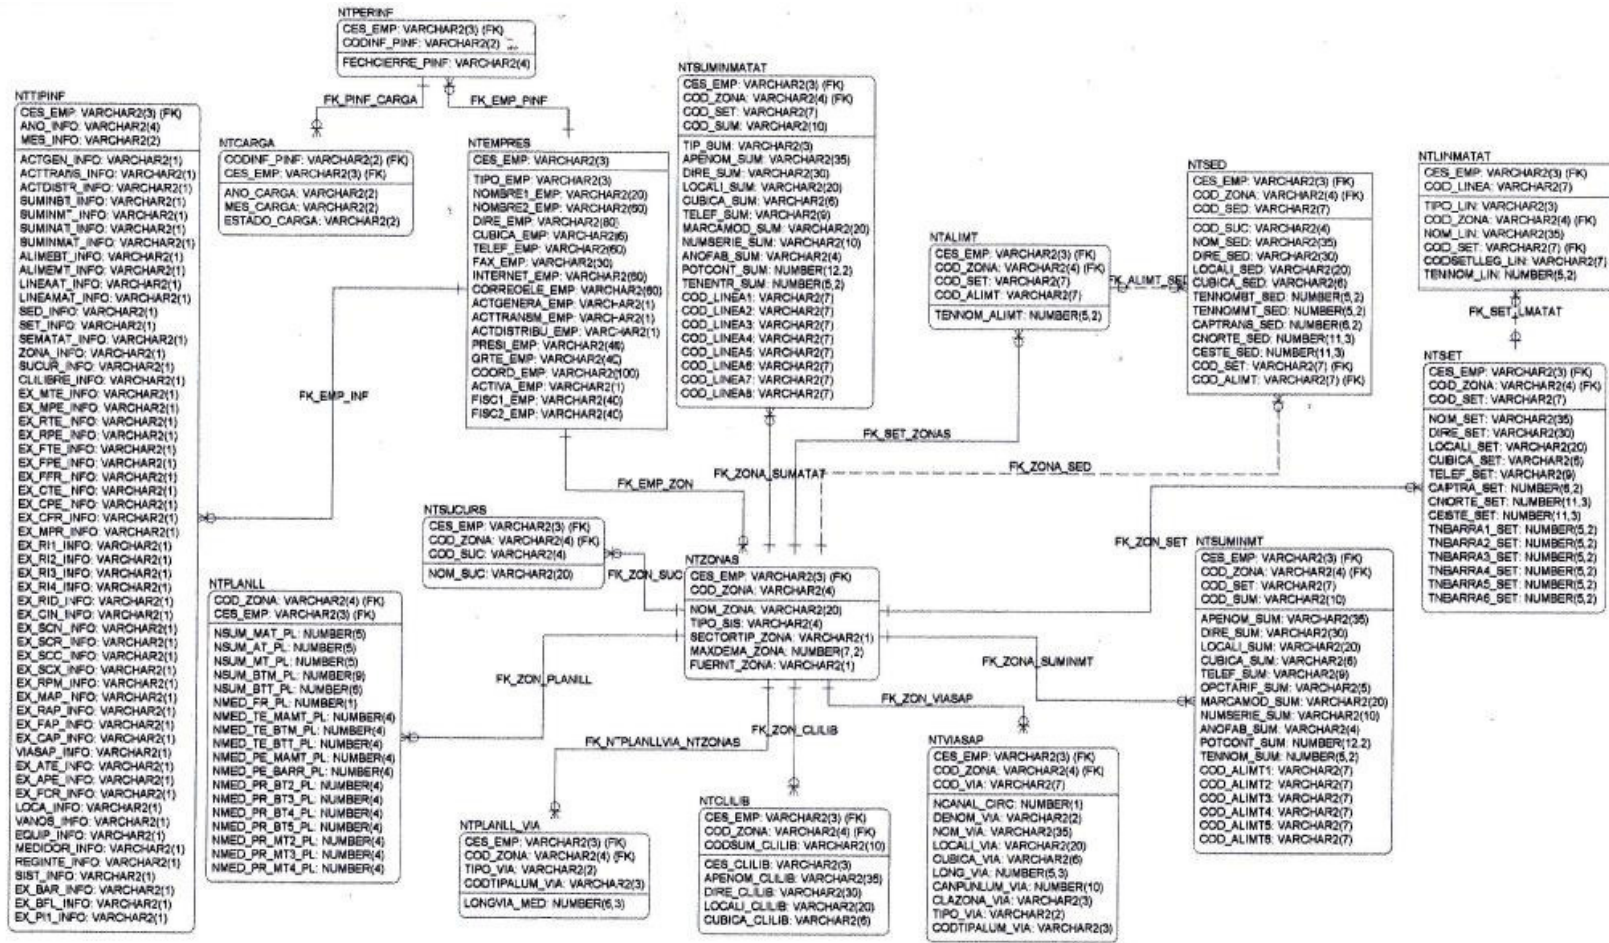 NTPERINF
CES_EMP: VARCHAR2(3) (FK)
CODINF_PINF: VARCHAR2(2)
FECHCIERRE_PINF: VARCHAR2(4)
FK_PINF_CARGA
FK_EMP_PINF
NTTIPINF
CES_EMP: VARCHAR2(3) (FK)
ANO_INFO: VARCHAR2(4)
MES_INFO: VARCHAR2(2)
ACTGEN_INFO: VARCHAR2(1)
ACTTRANS_INFO: VARCHAR2(1)
ACTDISTR_INFO: VARCHAR2(1)
SUMINBT_INFO: VARCHAR2(1)
SUMINMT_INFO: VARCHAR2(1)
SUMINAT_INFO: VARCHAR2(1)
SUMINMAT_INFO: VARCHAR2(1)
ALIMEBT_INFO: VARCHAR2(1)
ALIMEMT_INFO: VARCHAR2(1)
LINEAAT_INFO: VARCHAR2(1)
LINEAMAT_INFO: VARCHAR2(1)
SED_INFO: VARCHAR2(1)
SET_INFO: VARCHAR2(1)
SEMATAT_INFO: VARCHAR2(1)
ZONA_INFO: VARCHAR2(1)
SUCUR_INFO: VARCHAR2(1)
CLILIBRE_INFO: VARCHAR2(1)
EX_MTE_INFO: VARCHAR2(1)
EX_MPE_INFO: VARCHAR2(1)
EX_RTE_INFO: VARCHAR2(1)
EX_RPE_INFO: VARCHAR2(1)
EX_FTE_INFO: VARCHAR2(1)
EX_FPE_INFO: VARCHAR2(1)
EX_FFR_INFO: VARCHAR2(1)
EX_CTE_INFO: VARCHAR2(1)
EX_CPE_INFO: VARCHAR2(1)
EX_CFR_INFO: VARCHAR2(1)
EX_MPR_INFO: VARCHAR2(1)
EX_RI1_INFO: VARCHAR2(1)
EX_RI2_INFO: VARCHAR2(1)
EX_RI3_INFO: VARCHAR2(1)
EX_RI4_INFO: VARCHAR2(1)
EX_RID_INFO: VARCHAR2(1)
EX_CIN_INFO: VARCHAR2(1)
EX_SCN_INFO: VARCHAR2(1)
EX_SCR_INFO: VARCHAR2(1)
EX_SCC_INFO: VARCHAR2(1)
EX_SCX_INFO: VARCHAR2(1)
EX_RPM_INFO: VARCHAR2(1)
EX_MAP_INFO: VARCHAR2(1)
EX_RAP_INFO: VARCHAR2(1)
EX_FAP_INFO: VARCHAR2(1)
EX_CAP_INFO: VARCHAR2(1)
VIASAP_INFO: VARCHAR2(1)
EX_ATE_INFO: VARCHAR2(1)
EX_APE_INFO: VARCHAR2(1)
EX_FCR_INFO: VARCHAR2(1)
LOCA_INFO: VARCHAR2(1)
VANOS_INFO: VARCHAR2(1)
EQUIP_INFO: VARCHAR2(1)
MEDIDOR_INFO: VARCHAR2(1)
REGINTE_INFO: VARCHAR2(1)
SIST_INFO: VARCHAR2(1)
EX_BAR_INFO: VARCHAR2(1)
EX_BFL_INFO: VARCHAR2(1)
EX_PI1_INFO: VARCHAR2(1)
NTCARGA
CODINF_PINF: VARCHAR2(2) (FK)
CES_EMP: VARCHAR2(3) (FK)
ANO_CARGA: VARCHAR2(2)
MES_CARGA: VARCHAR2(2)
ESTADO_CARGA: VARCHAR2(2)
NTEMPRES
CES_EMP: VARCHAR2(3)
TIPO_EMP: VARCHAR2(3)
NOMBRE1_EMP: VARCHAR2(20)
NOMBRE2_EMP: VARCHAR2(60)
DIRE_EMP: VARCHAR2(80)
CUBICA_EMP: VARCHAR2(6)
TELEF_EMP: VARCHAR2(60)
FAX_EMP: VARCHAR2(30)
INTERNET_EMP: VARCHAR2(60)
CORREOELE_EMP: VARCHAR2(60)
ACTGENERA_EMP: VARCHAR2(1)
ACTTRANSM_EMP: VARCHAR2(1)
ACTDISTRIBU_EMP: VARCHAR2(1)
PRESI_EMP: VARCHAR2(40)
GRTE_EMP: VARCHAR2(40)
COORD_EMP: VARCHAR2(100)
ACTIVA_EMP: VARCHAR2(1)
FISC1_EMP: VARCHAR2(40)
FISC2_EMP: VARCHAR2(40)
FK_EMP_INF
FK_EMP_ZON
NTSUMINMATAT
CES_EMP: VARCHAR2(3) (FK)
COD_ZONA: VARCHAR2(4) (FK)
COD_SET: VARCHAR2(7)
COD_SUM: VARCHAR2(10)
TIP_SUM: VARCHAR2(3)
APENOM_SUM: VARCHAR2(35)
DIRE_SUM: VARCHAR2(30)
LOCALI_SUM: VARCHAR2(20)
CUBICA_SUM: VARCHAR2(6)
TELEF_SUM: VARCHAR2(9)
MARCAMOD_SUM: VARCHAR2(20)
NUMSERIE_SUM: VARCHAR2(10)
ANOFAB_SUM: VARCHAR2(4)
POTCONT_SUM: NUMBER(12,2)
TENENTR_SUM: NUMBER(5,2)
COD_LINEA1: VARCHAR2(7)
COD_LINEA2: VARCHAR2(7)
COD_LINEA3: VARCHAR2(7)
COD_LINEA4: VARCHAR2(7)
COD_LINEA5: VARCHAR2(7)
COD_LINEA6: VARCHAR2(7)
COD_LINEA7: VARCHAR2(7)
COD_LINEA8: VARCHAR2(7)
FK_ZONA_SUMATAT
NTALIMT
CES_EMP: VARCHAR2(3) (FK)
COD_ZONA: VARCHAR2(4) (FK)
COD_SET: VARCHAR2(7)
COD_ALIMT: VARCHAR2(7)
TENNOM_ALIMT: NUMBER(5,2)
FK_ALIMT_SED
FK_SET_ZONAS
FK_ZONA_SED
NTSED
CES_EMP: VARCHAR2(3) (FK)
COD_ZONA: VARCHAR2(4) (FK)
COD_SED: VARCHAR2(7)
COD_SUC: VARCHAR2(4)
NOM_SED: VARCHAR2(35)
DIRE_SED: VARCHAR2(30)
LOCALI_SED: VARCHAR2(20)
CUBICA_SED: VARCHAR2(6)
TENNOMBT_SED: NUMBER(5,2)
TENNOMMT_SED: NUMBER(5,2)
CAPTRANS_SED: NUMBER(6,2)
CNORTE_SED: NUMBER(11,3)
CESTE_SED: NUMBER(11,3)
COD_SET: VARCHAR2(7) (FK)
COD_ALIMT: VARCHAR2(7) (FK)
NTLINMATAT
CES_EMP: VARCHAR2(3) (FK)
COD_LINEA: VARCHAR2(7)
TIPO_LIN: VARCHAR2(3)
COD_ZONA: VARCHAR2(4) (FK)
NOM_LIN: VARCHAR2(35)
COD_SET: VARCHAR2(7) (FK)
CODSETLLEG_LIN: VARCHAR2(7)
TENNOM_LIN: NUMBER(5,2)
FK_SET_LMATAT
NTSET
CES_EMP: VARCHAR2(3) (FK)
COD_ZONA: VARCHAR2(4) (FK)
COD_SET: VARCHAR2(7)
NOM_SET: VARCHAR2(35)
DIRE_SET: VARCHAR2(30)
LOCALI_SET: VARCHAR2(20)
CUBICA_SET: VARCHAR2(6)
TELEF_SET: VARCHAR2(9)
CAPTRA_SET: NUMBER(6,2)
CNORTE_SET: NUMBER(11,3)
CESTE_SET: NUMBER(11,3)
TNBARRA1_SET: NUMBER(5,2)
TNBARRA2_SET: NUMBER(5,2)
TNBARRA3_SET: NUMBER(5,2)
TNBARRA4_SET: NUMBER(5,2)
TNBARRA5_SET: NUMBER(5,2)
TNBARRA6_SET: NUMBER(5,2)
FK_ZON_SET
NTSUCURS
CES_EMP: VARCHAR2(3) (FK)
COD_ZONA: VARCHAR2(4) (FK)
COD_SUC: VARCHAR2(4)
NOM_SUC: VARCHAR2(20)
FK_ZON_SUC
NTZONAS
CES_EMP: VARCHAR2(3) (FK)
COD_ZONA: VARCHAR2(4)
NOM_ZONA: VARCHAR2(20)
TIPO_SIS: VARCHAR2(4)
SECTORTIP_ZONA: VARCHAR2(1)
MAXDEMA_ZONA: NUMBER(7,2)
FUERNT_ZONA: VARCHAR2(1)
NTPLANLL
COD_ZONA: VARCHAR2(4) (FK)
CES_EMP: VARCHAR2(3) (FK)
NSUM_MAT_PL: NUMBER(5)
NSUM_AT_PL: NUMBER(5)
NSUM_MT_PL: NUMBER(5)
NSUM_BTM_PL: NUMBER(9)
NSUM_BTT_PL: NUMBER(6)
NMED_FR_PL: NUMBER(1)
NMED_TE_MAMT_PL: NUMBER(4)
NMED_TE_BTM_PL: NUMBER(4)
NMED_TE_BTT_PL: NUMBER(4)
NMED_PE_MAMT_PL: NUMBER(4)
NMED_PE_BARR_PL: NUMBER(4)
NMED_PR_BT2_PL: NUMBER(4)
NMED_PR_BT3_PL: NUMBER(4)
NMED_PR_BT4_PL: NUMBER(4)
NMED_PR_BT5_PL: NUMBER(4)
NMED_PR_MT2_PL: NUMBER(4)
NMED_PR_MT3_PL: NUMBER(4)
NMED_PR_MT4_PL: NUMBER(4)
FK_ZON_PLANILL
FK_NTPLANLLVIA_NTZONAS
FK_ZON_CLILIB
FK_ZON_VIASAP
FK_ZONA_SUMINMT
NTPLANLL_VIA
CES_EMP: VARCHAR2(3) (FK)
COD_ZONA: VARCHAR2(4) (FK)
TIPO_VIA: VARCHAR2(2)
CODTIPALUM_VIA: VARCHAR2(3)
LONGVIA_MED: NUMBER(6,3)
NTCLILIB
CES_EMP: VARCHAR2(3) (FK)
COD_ZONA: VARCHAR2(4) (FK)
CODSUM_CLILIB: VARCHAR2(10)
CES_CLILIB: VARCHAR2(3)
APENOM_CLILIB: VARCHAR2(35)
DIRE_CLILIB: VARCHAR2(30)
LOCALI_CLILIB: VARCHAR2(20)
CUBICA_CLILIB: VARCHAR2(6)
NTVIASAP
CES_EMP: VARCHAR2(3) (FK)
COD_ZONA: VARCHAR2(4) (FK)
COD_VIA: VARCHAR2(7)
NCANAL_CIRC: NUMBER(1)
DENOM_VIA: VARCHAR2(2)
NOM_VIA: VARCHAR2(35)
LOCALI_VIA: VARCHAR2(20)
CUBICA_VIA: VARCHAR2(6)
LONG_VIA: NUMBER(5,3)
CANPUNLUM_VIA: NUMBER(10)
CLAZONA_VIA: VARCHAR2(3)
TIPO_VIA: VARCHAR2(2)
CODTIPALUM_VIA: VARCHAR2(3)
NTSUMINMT
CES_EMP: VARCHAR2(3) (FK)
COD_ZONA: VARCHAR2(4) (FK)
COD_SET: VARCHAR2(7)
COD_SUM: VARCHAR2(10)
APENOM_SUM: VARCHAR2(35)
DIRE_SUM: VARCHAR2(30)
LOCALI_SUM: VARCHAR2(20)
CUBICA_SUM: VARCHAR2(6)
TELEF_SUM: VARCHAR2(9)
OPCTARIF_SUM: VARCHAR2(5)
MARCAMOD_SUM: VARCHAR2(20)
NUMSERIE_SUM: VARCHAR2(10)
ANOFAB_SUM: VARCHAR2(4)
POTCONT_SUM: NUMBER(12,2)
TENNOM_SUM: NUMBER(5,2)
COD_ALIMT1: VARCHAR2(7)
COD_ALIMT2: VARCHAR2(7)
COD_ALIMT3: VARCHAR2(7)
COD_ALIMT4: VARCHAR2(7)
COD_ALIMT5: VARCHAR2(7)
COD_ALIMT6: VARCHAR2(7)